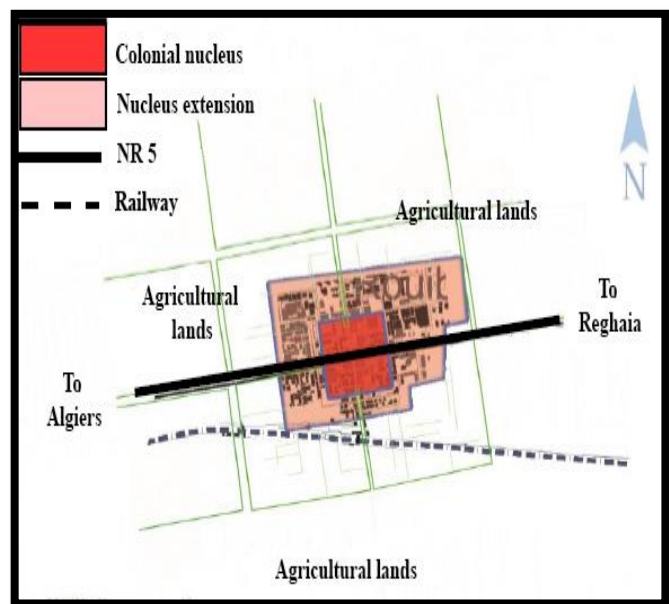 Colonial nucleus
Nucleus extension
NR 5
Railway
N
Agricultural lands
Agricultural
lands
To
Reghaia
To
Algiers
Agricultural lands